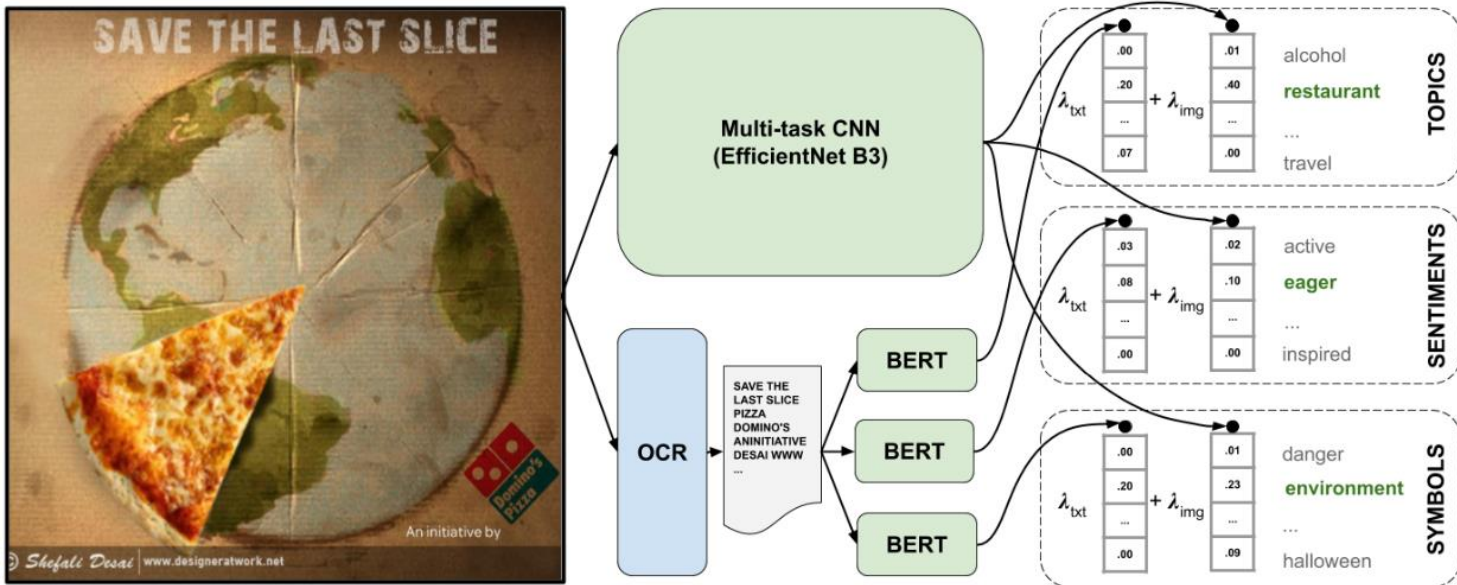 SAVE THE LAST SLICE
Domino's
Pizza
An initiative by
© Shefali Desai | www.designeratwork.net
Multi-task CNN
(EfficientNet B3)
OCR
SAVE THE
LAST SLICE
PIZZA
DOMINO'S
ANINITIATIVE
DESAI WWW
...
BERT
BERT
BERT
λtxt
.00
.20
...
.07
+ λimg
.01
.40
...
.00
alcohol
restaurant
...
travel
TOPICS
λtxt
.03
.08
...
.00
+ λimg
.02
.10
...
.00
active
eager
...
inspired
SENTIMENTS
λtxt
.00
.20
...
.00
+ λimg
.01
.23
...
.09
danger
environment
...
halloween
SYMBOLS